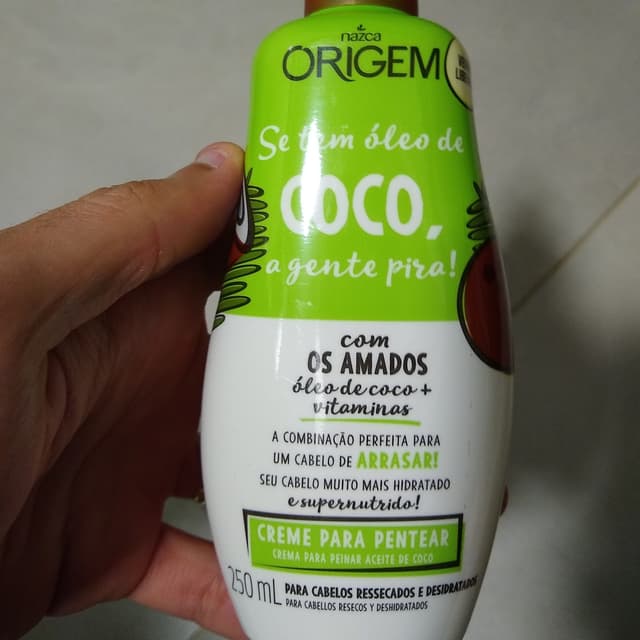 nazca
ORIGEM
Se tem óleo de
COCO,
a gente pira!
com
OS AMADOS
óleo de coco +
vitaminas
A COMBINAÇÃO PERFEITA PARA
UM CABELO DE ARRASAR!
SEU CABELO MUITO MAIS HIDRATADO
e supernutrido!
CREME PARA PENTEAR
CREMA PARA PEINAR ACEITE DE COCO
250 mL
PARA CABELOS RESSECADOS E DESIDRATADOS
PARA CABELLOS RESECOS Y DESHIDRATADOS